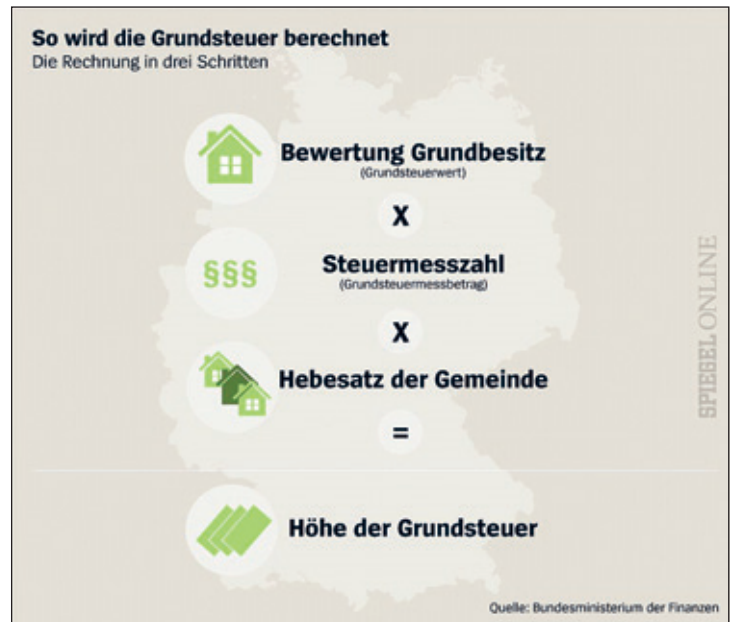 So wird die Grundsteuer berechnet
Die Rechnung in drei Schritten
Bewertung Grundbesitz
(Grundsteuerwert)
X
§§§
Steuermesszahl
(Grundsteuermessbetrag)
X
Hebesatz der Gemeinde
=
Höhe der Grundsteuer
SPIEGEL ONLINE
Quelle: Bundesministerium der Finanzen